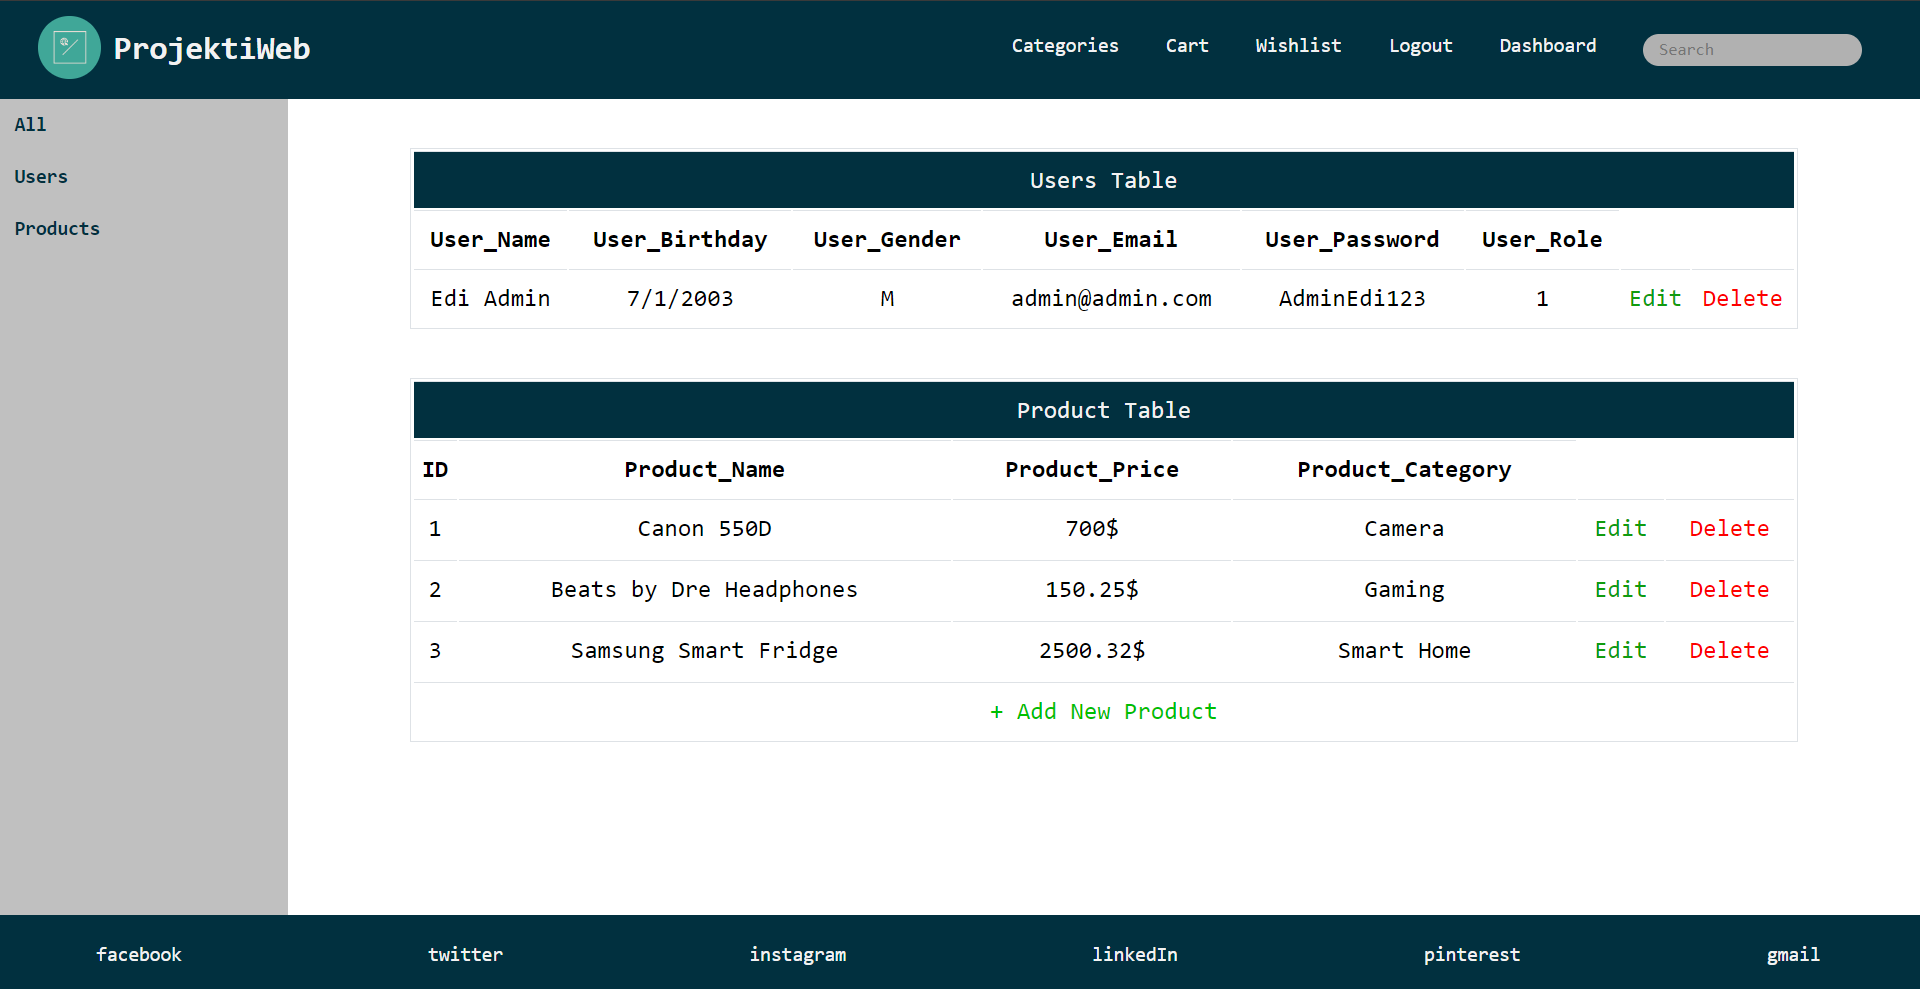 ProjektiWeb
Categories Cart Wishlist Logout Dashboard Search
All
Users
Products
Users Table
User_Name User_Birthday User_Gender User_Email User_Password User_Role
Edi Admin 7/1/2003 M admin@admin.com AdminEdi123 1 Edit Delete
Product Table
ID Product_Name Product_Price Product_Category
1 Canon 550D 700$ Camera Edit Delete
2 Beats by Dre Headphones 150.25$ Gaming Edit Delete
3 Samsung Smart Fridge 2500.32$ Smart Home Edit Delete
+ Add New Product
facebook twitter instagram linkedIn pinterest gmail